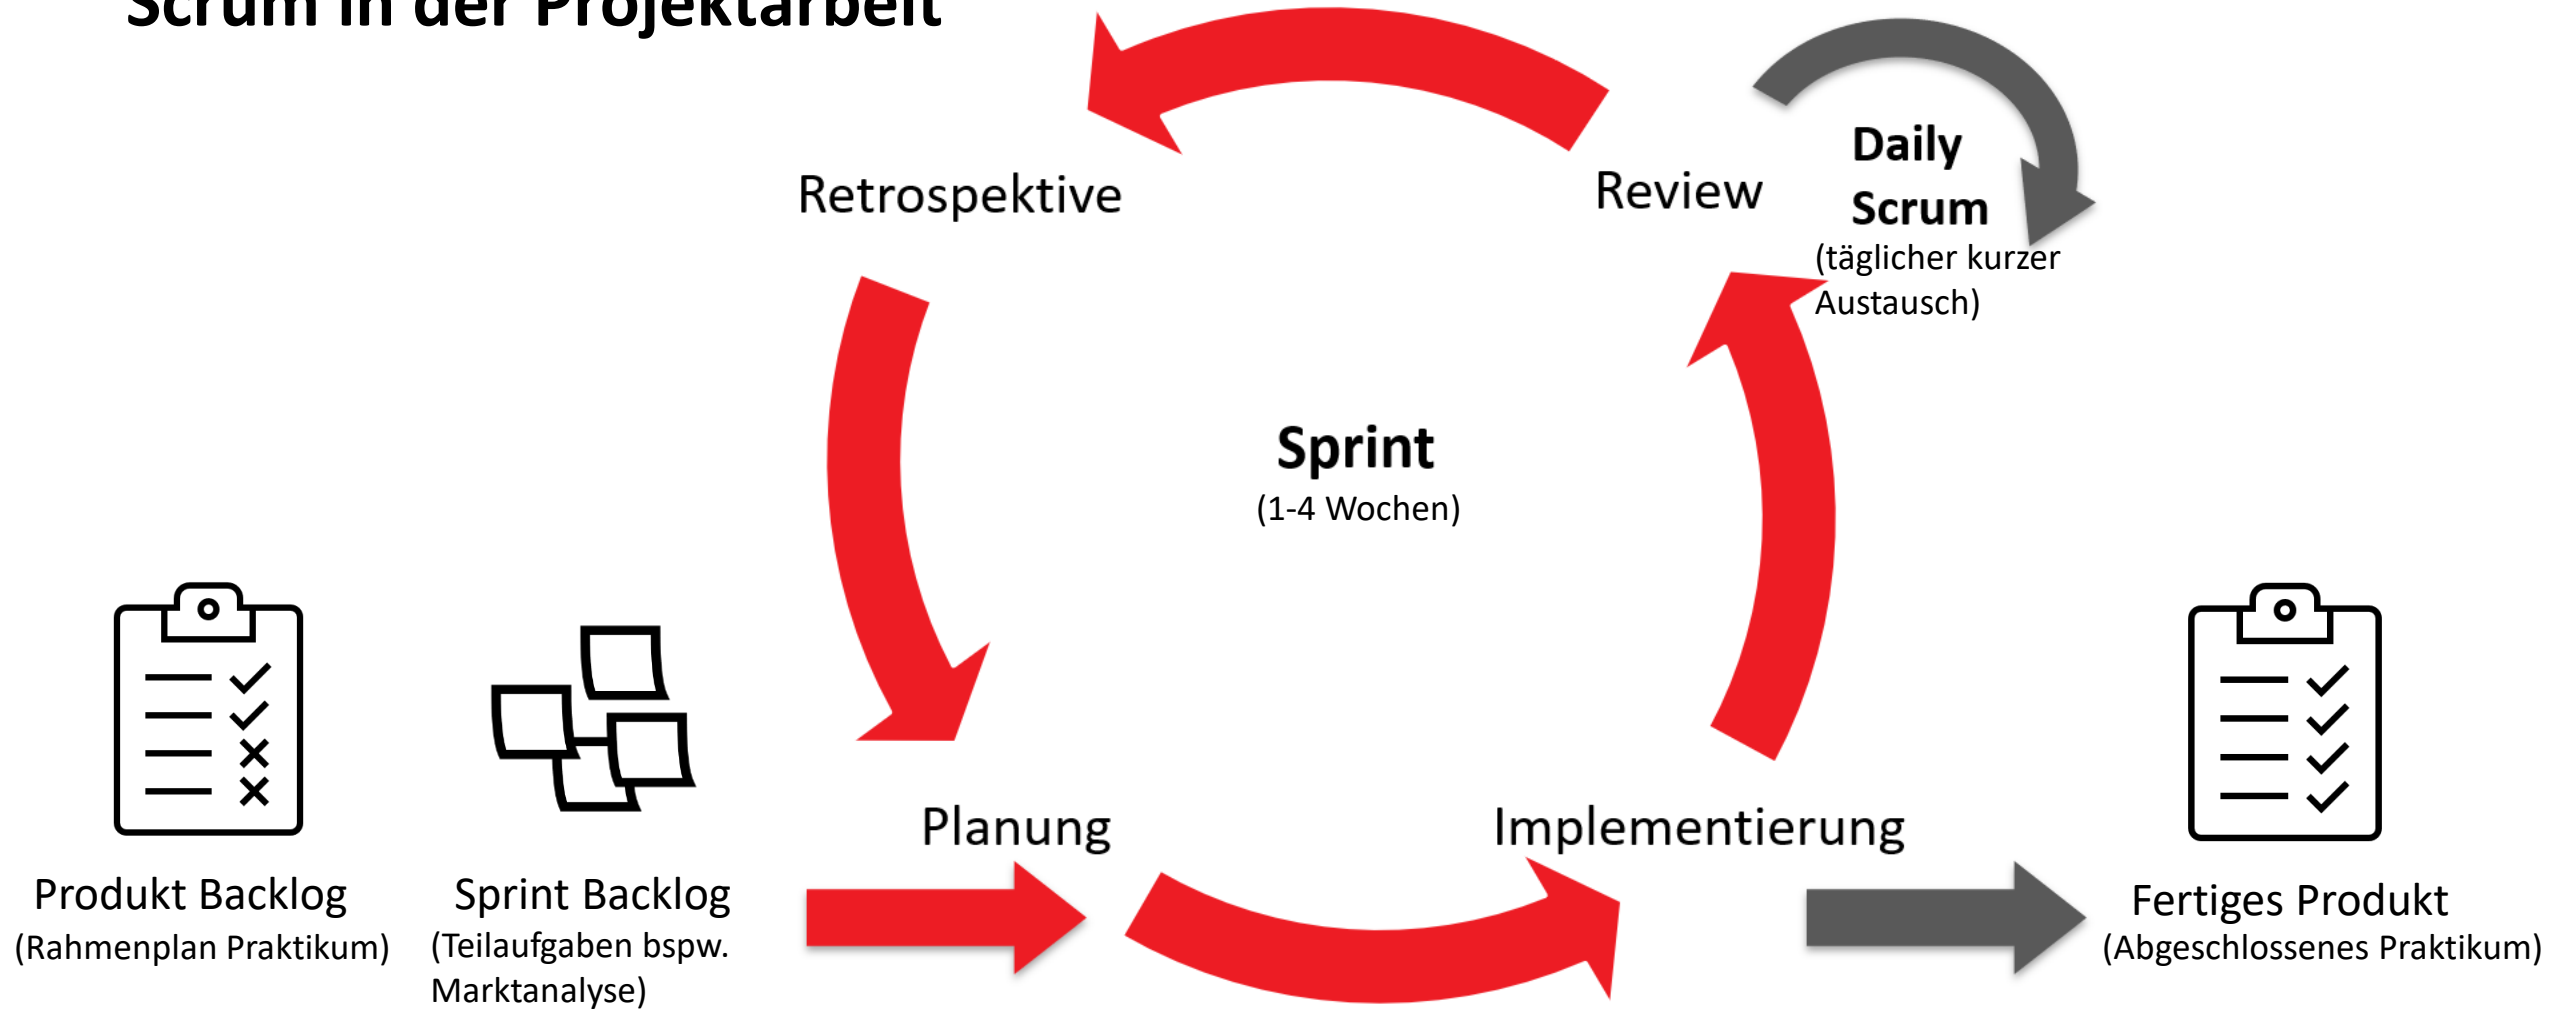 Scrum in der Projektarbeit
Retrospektive
Review
Daily
Scrum
(täglicher kurzer
Austausch)
Sprint
(1-4 Wochen)
Planung
Implementierung
Produkt Backlog
(Rahmenplan Praktikum)
Sprint Backlog
(Teilaufgaben bspw.
Marktanalyse)
Fertiges Produkt
(Abgeschlossenes Praktikum)